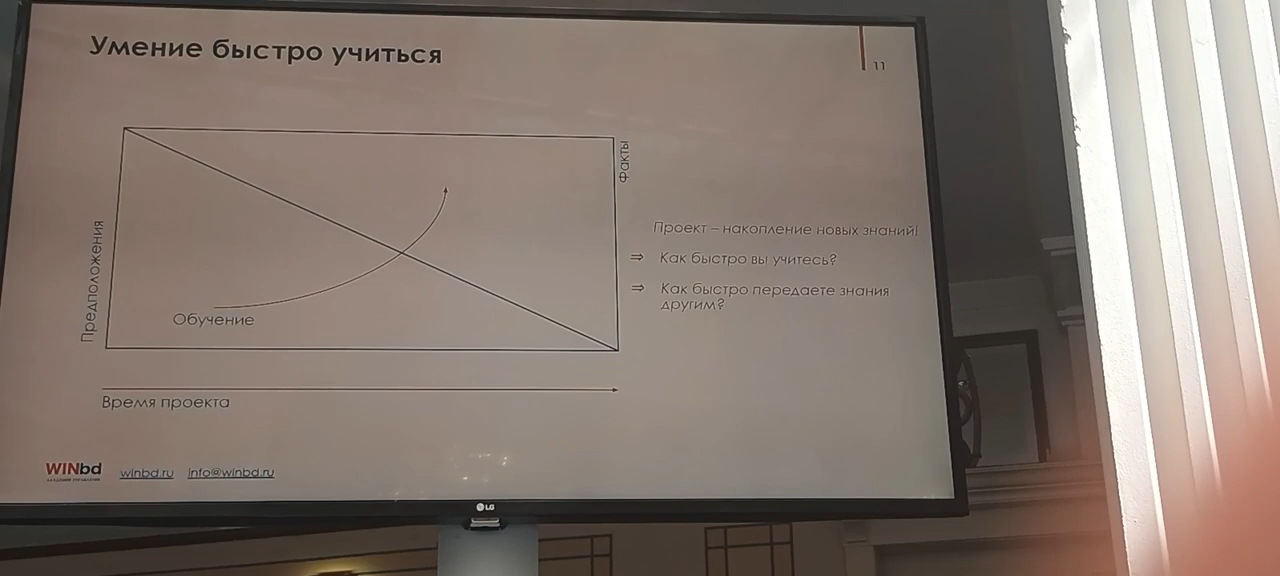 Умение быстро учиться
11
Факты
Предположения
Проект – накопление новых знаний!
⇒ Как быстро вы учитесь?
⇒ Как быстро передаете знания
другим?
Обучение
Время проекта
WINbd
winbd.ru info@winbd.ru
LG